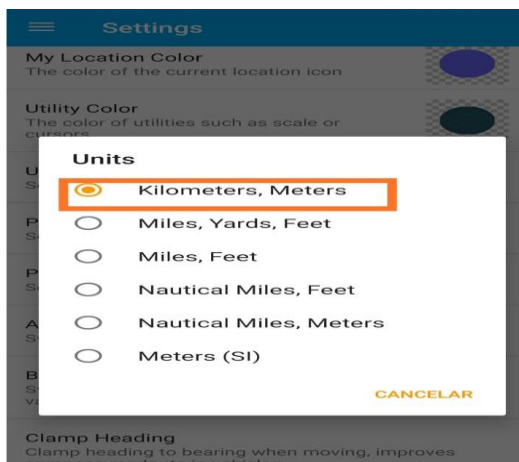 Settings
My Location Color
The color of the current location icon
Utility Color
The color of utilities such as scale or
cursors
Units
Kilometers, Meters
Miles, Yards, Feet
Miles, Feet
Nautical Miles, Feet
Nautical Miles, Meters
Meters (SI)
CANCELAR
Clamp Heading
Clamp heading to bearing when moving, improves